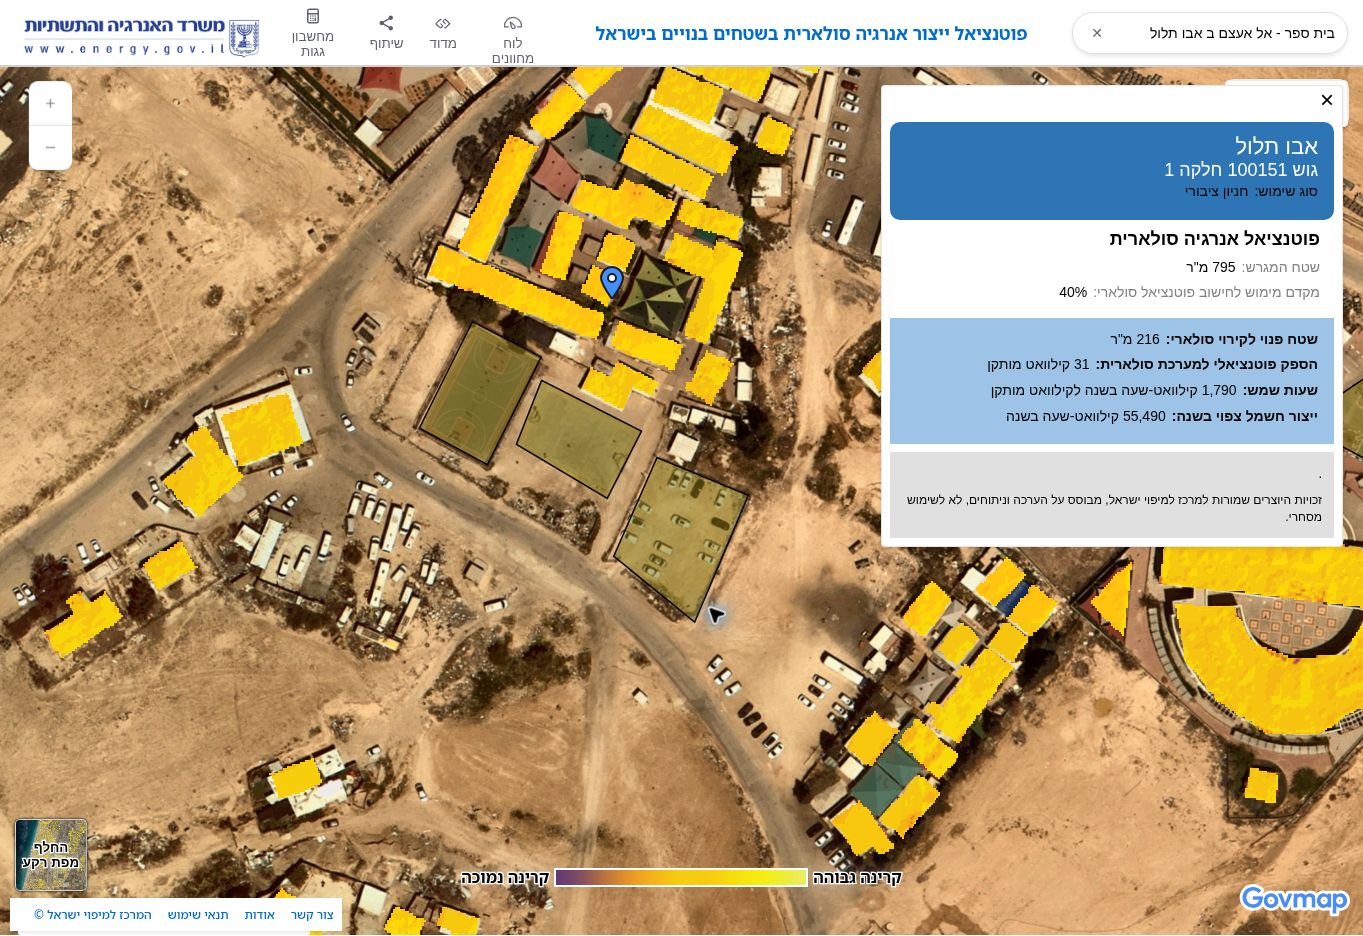 בית ספר - אל אעצם ב אבו תלול
פוטנציאל ייצור אנרגיה סולארית בשטחים בנויים בישראל
לוח
מחוונים
מדוד
שיתוף
מחשבון
גגות
משרד האנרגיה והתשתיות
www.energy.gov.il
אבו תלול
גוש 100151 חלקה 1
סוג שימוש: חניון ציבורי
פוטנציאל אנרגיה סולארית
שטח המגרש: 795 מ"ר
מקדם מימוש לחישוב פוטנציאל סולארי: 40%
שטח פנוי לקירוי סולארי: 216 מ"ר
הספק פוטנציאלי למערכת סולארית: 31 קילוואט מותקן
שעות שמש: 1,790 קילוואט-שעה בשנה לקילוואט מותקן
ייצור חשמל צפוי בשנה: 55,490 קילוואט-שעה בשנה
.
זכויות היוצרים שמורות למרכז למיפוי ישראל, מבוסס על הערכה וניתוחים, לא לשימוש
מסחרי.
החלף
מפת רקע
קרינה גבוהה
קרינה נמוכה
Govmap
צור קשר
אודות
תנאי שימוש
המרכז למיפוי ישראל ©